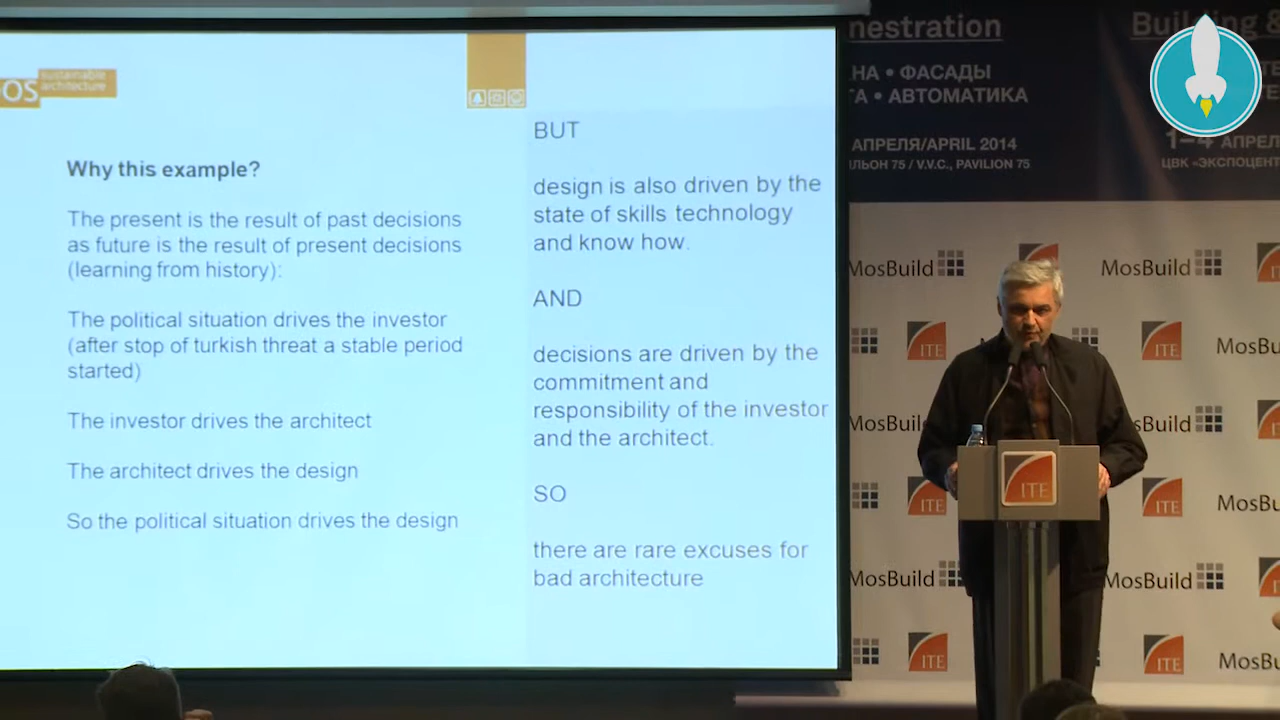 OS
sustainable
architecture
Why this example?
The present is the result of past decisions
as future is the result of present decisions
(learning from history):
The political situation drives the investor
(after stop of turkish threat a stable period
started)
The investor drives the architect
The architect drives the design
So the political situation drives the design
BUT
design is also driven by the
state of skills technology
and know how.
AND
decisions are driven by the
commitment and
responsibility of the investor
and the architect.
SO
there are rare excuses for
bad architecture
nestration
НА • ФАСАДЫ
ТА • АВТОМАТИКА
АПРЕЛЯ/APRIL 2014
ИЛЬОН 75 / V.V.C., PAVILION 75
Building &
1–4 АПРЕЛ
ЦВК «ЭКСПОЦЕНТ
MosBuild
MosBuild
ITE
ITE
MosBu
MosBuild
sBuild
MosBu
ITE
ITE
ITE
MosBu
MosBuild
MosBuild
ITE
ITE
MosBu